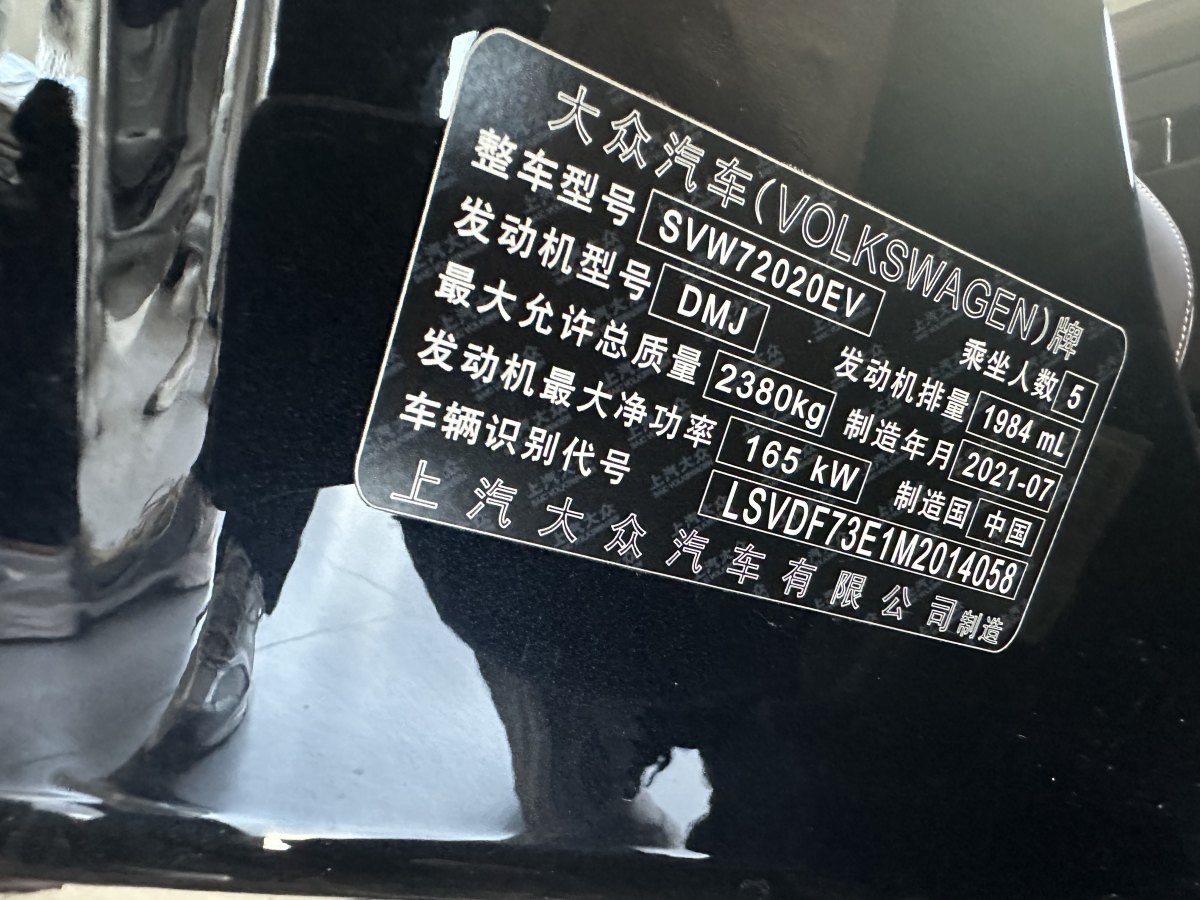 大众汽车(VOLKSWAGEN)牌
整车型号 SVW72020EV 乘坐人数 5
发动机型号 DMJ 发动机排量 1984 mL
最大允许总质量 2380kg 制造年月 2021-07
发动机最大净功率 165 kW 制造国 中国
车辆识别代号 LSVDF73E1M2014058
上汽大众汽车有限公司制造